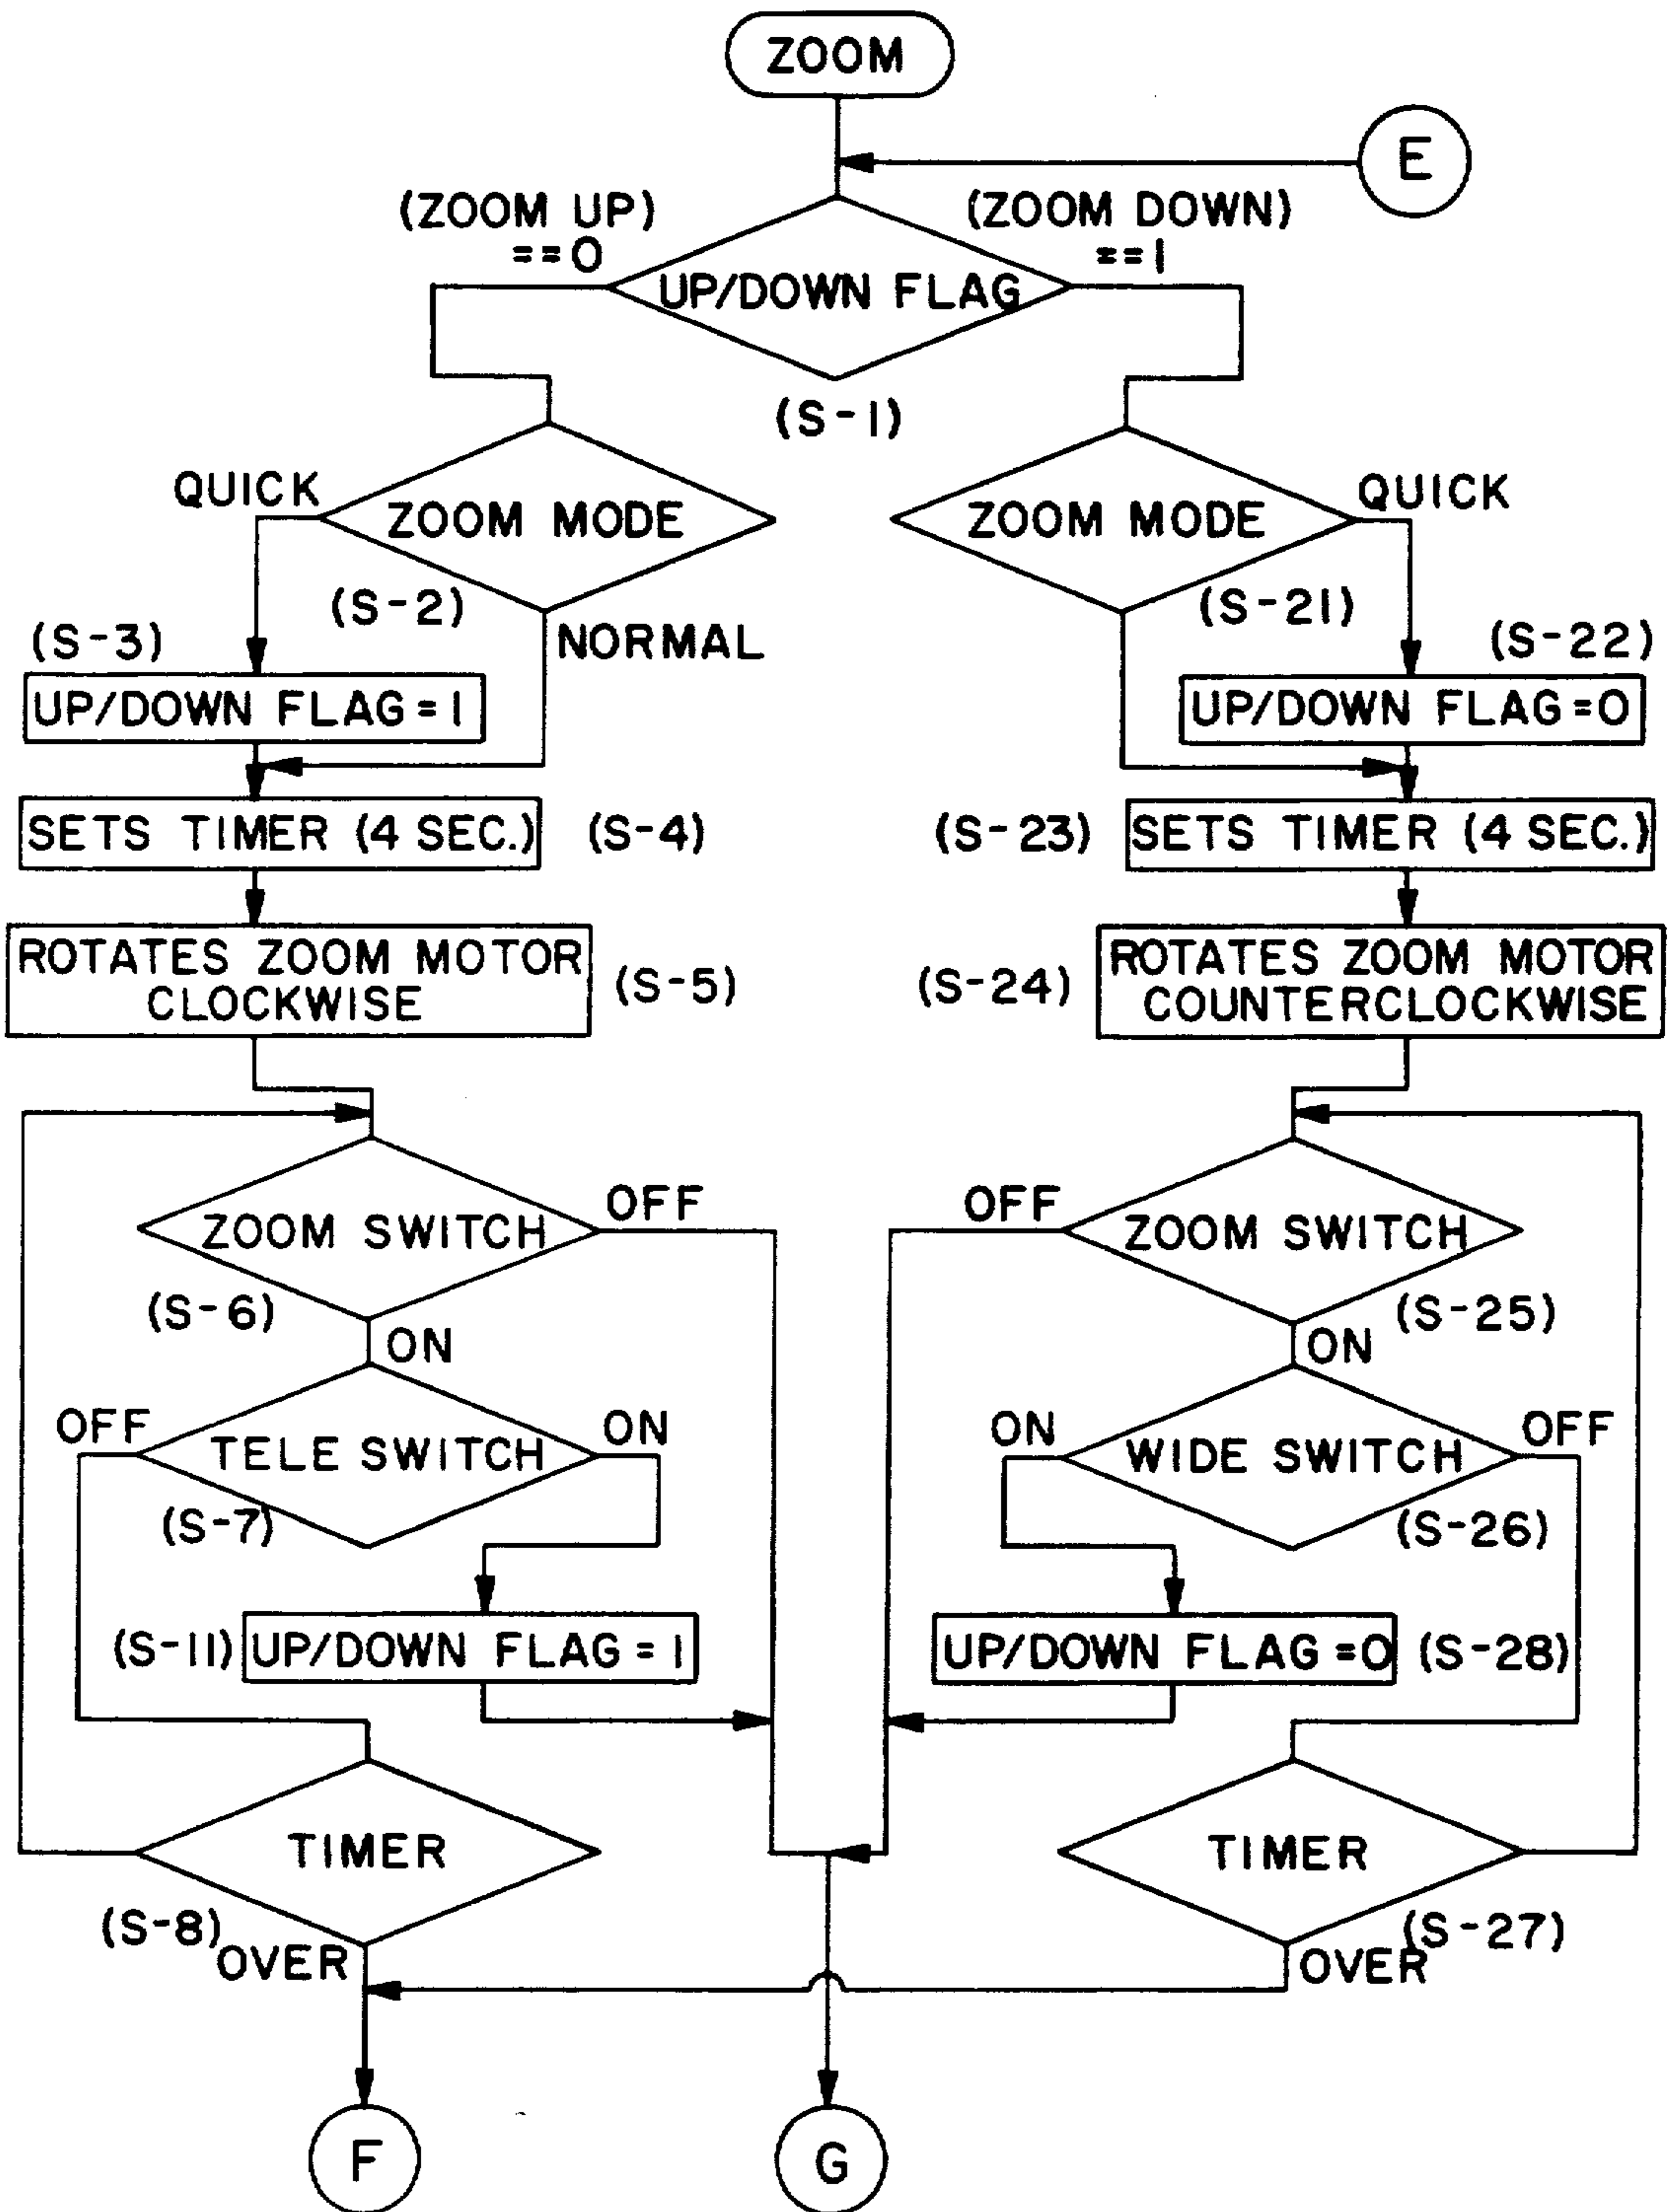 ZOOM
E
(ZOOM UP)
==0
(ZOOM DOWN)
==1
UP/DOWN FLAG
(S-1)
QUICK
ZOOM MODE
(S-2)
NORMAL
ZOOM MODE
QUICK
(S-21)
(S-3)
UP/DOWN FLAG = 1
(S-22)
UP/DOWN FLAG = 0
SETS TIMER (4 SEC.)
(S-4)
(S-23)
SETS TIMER (4 SEC.)
ROTATES ZOOM MOTOR
CLOCKWISE
(S-5)
(S-24)
ROTATES ZOOM MOTOR
COUNTERCLOCKWISE
ZOOM SWITCH
OFF
(S-6)
ON
OFF
ZOOM SWITCH
(S-25)
ON
OFF
TELE SWITCH
ON
(S-7)
ON
WIDE SWITCH
OFF
(S-26)
(S-11)
UP/DOWN FLAG = 1
UP/DOWN FLAG = 0
(S-28)
TIMER
(S-8)
OVER
TIMER
(S-27)
OVER
F
G